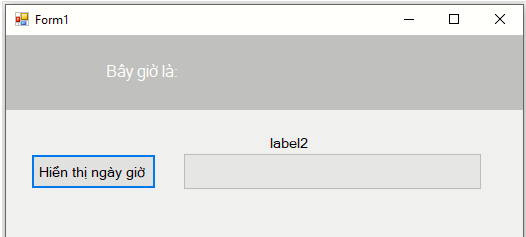 Form1
Bây giờ là:
label2
Hiển thị ngày giờ